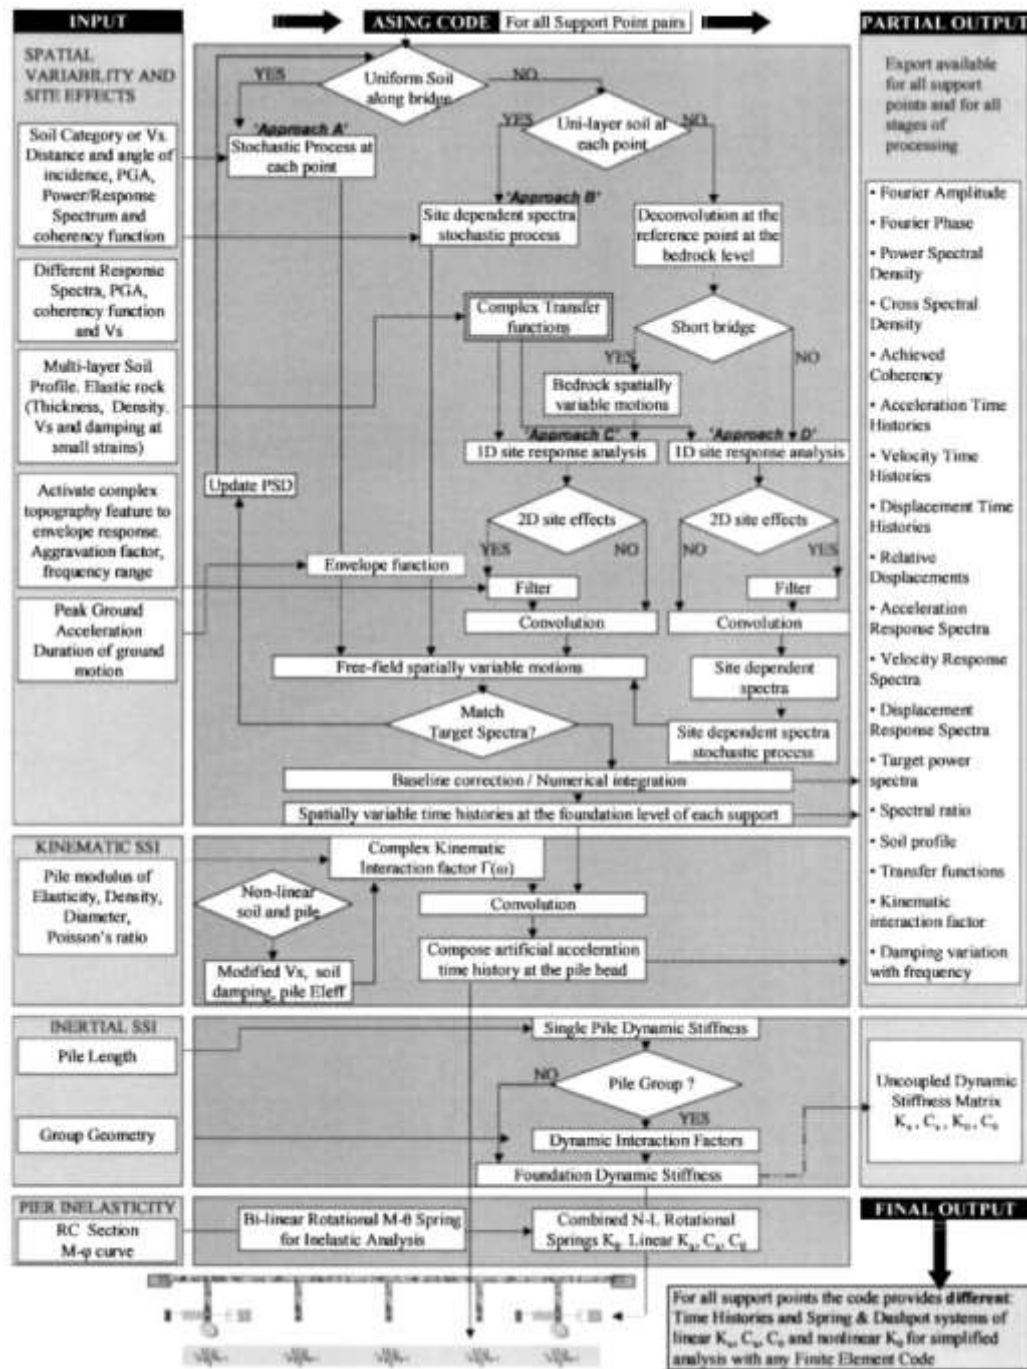 INPUT
ASING CODE
For all Support Point pairs
PARTIAL OUTPUT
SPATIAL
VARIABILITY AND
SITE EFFECTS
Soil Category or Vs.
Distance and angle of
incidence, PGA,
Power/Response
Spectrum and
coherency function
Different Response
Spectra, PGA,
coherency function
and Vs
Multi-layer Soil
Profile. Elastic rock
(Thickness, Density.
Vs and damping at
small strains)
Activate complex
topography feature to
envelope response.
Aggravation factor,
frequency range
Peak Ground
Acceleration
Duration of ground
motion
YES
Uniform Soil
along bridge
NO
'Approach A'
Stochastic Process at
each point
YES
Uni-layer soil at
each point
NO
'Approach B'
Site dependent spectra
stochastic process
Deconvolution at the
reference point at the
bedrock level
Complex Transfer
functions
Short bridge
YES
NO
Bedrock spatially
variable motions
'Approach C'
'Approach D'
1D site response analysis
1D site response analysis
Update PSD
2D site effects
2D site effects
YES
NO
NO
YES
Envelope function
Filter
Filter
Convolution
Convolution
Free-field spatially variable motions
Site dependent
spectra
Match
Target Spectra?
Site dependent spectra
stochastic process
Baseline correction / Numerical integration
Spatially variable time histories at the foundation level of each support
Export available
for all support
points and for all
stages of
processing
• Fourier Amplitude
• Fourier Phase
• Power Spectral
Density
• Cross Spectral
Density
• Achieved
Coherency
• Acceleration Time
Histories
• Velocity Time
Histories
• Displacement Time
Histories
• Relative
Displacements
• Acceleration
Response Spectra
• Velocity Response
Spectra
• Displacement
Response Spectra
• Target power
spectra
• Spectral ratio
• Soil profile
• Transfer functions
• Kinematic
interaction factor
• Damping variation
with frequency
KINEMATIC SSI
Pile modulus of
Elasticity, Density,
Diameter,
Poisson's ratio
Complex Kinematic
Interaction factor Γ(ω)
Non-linear
soil and pile
Convolution
Compose artificial acceleration
time history at the pile head
Modified Vs, soil
damping, pile EIeff
INERTIAL SSI
Pile Length
Group Geometry
Single Pile Dynamic Stiffness
NO
Pile Group ?
YES
Dynamic Interaction Factors
Foundation Dynamic Stiffness
Uncoupled Dynamic
Stiffness Matrix
Kx, Cx, Kθ, Cθ
PIER INELASTICITY
RC Section
M-φ curve
Bi-linear Rotational M-θ Spring
for Inelastic Analysis
Combined N-L Rotational
Springs Kθ, Linear Kx, Cx, Cθ
FINAL OUTPUT
For all support points the code provides different:
Time Histories and Spring & Dashpot systems of
linear Kx, Cx, Cθ and nonlinear Kθ for simplified
analysis with any Finite Element Code